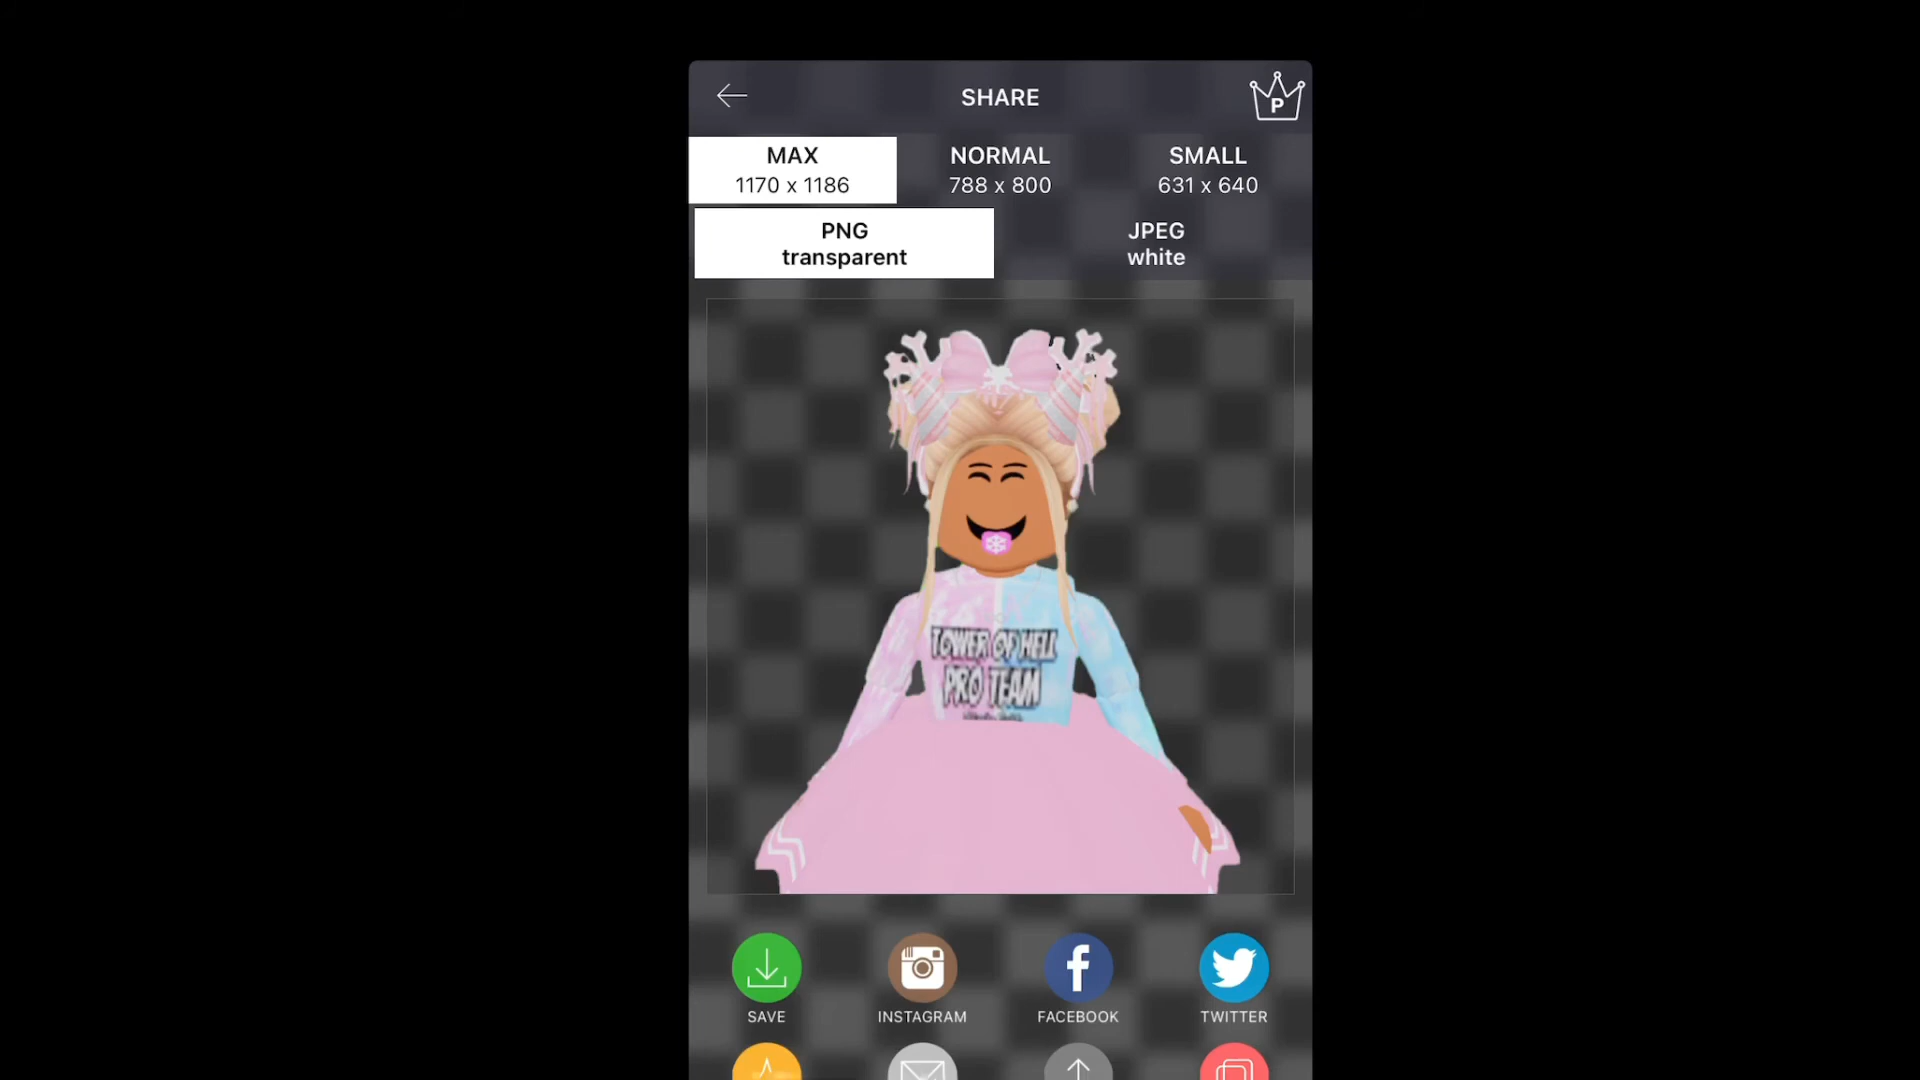 SHARE
P
MAX
1170 x 1186
NORMAL
788 x 800
SMALL
631 x 640
PNG
transparent
JPEG
white
TOWER OF HELL
PRO TEAM
SAVE
INSTAGRAM
FACEBOOK
TWITTER